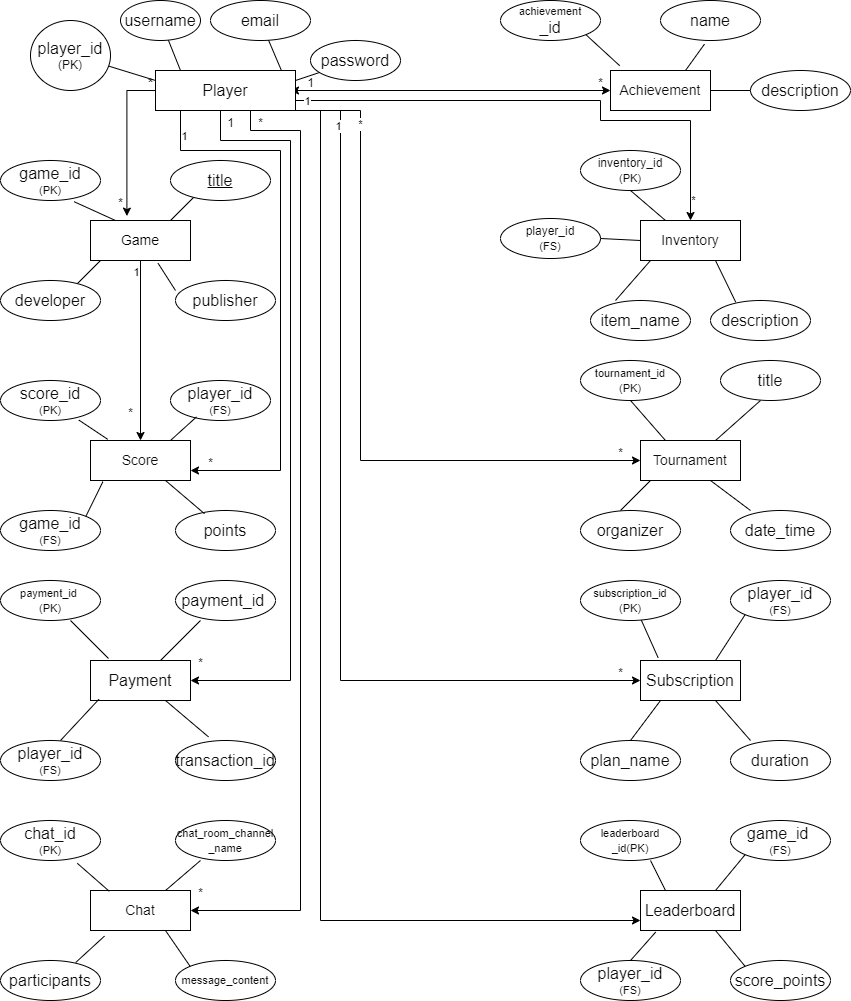 username
email
achievement
_id
name
player_id
(PK)
password
*
Player
1
*
Achievement
description
1
1
*
1
*
1
game_id
(PK)
title
inventory_id
(PK)
*
*
player_id
(FS)
Game
Inventory
1
developer
publisher
item_name
description
score_id
(PK)
player_id
(FS)
tournament_id
(PK)
title
*
Score
*
*
Tournament
game_id
(FS)
points
organizer
date_time
payment_id
(PK)
payment_id
subscription_id
(PK)
player_id
(FS)
*
*
Payment
Subscription
player_id
(FS)
transaction_id
plan_name
duration
chat_id
(PK)
chat_room_channel
_name
leaderboard
_id(PK)
game_id
(FS)
*
Chat
Leaderboard
participants
message_content
player_id
(FS)
score_points